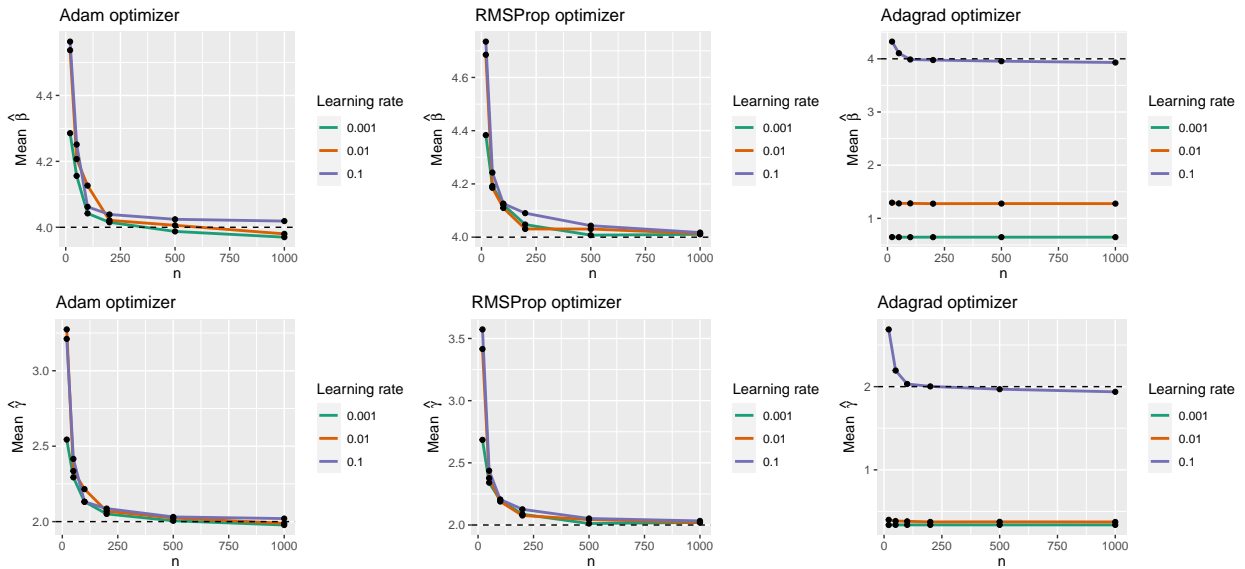 Adam optimizer
Mean β̂
4.4
4.2
4.0
0 250 500 750 1000
n
Learning rate
0.001
0.01
0.1
RMSProp optimizer
Mean β̂
4.6
4.4
4.2
4.0
0 250 500 750 1000
n
Learning rate
0.001
0.01
0.1
Adagrad optimizer
Mean β̂
4
3
2
1
0 250 500 750 1000
n
Learning rate
0.001
0.01
0.1
Adam optimizer
Mean γ̂
3.0
2.5
2.0
0 250 500 750 1000
n
Learning rate
0.001
0.01
0.1
RMSProp optimizer
Mean γ̂
3.5
3.0
2.5
2.0
0 250 500 750 1000
n
Learning rate
0.001
0.01
0.1
Adagrad optimizer
Mean γ̂
2
1
0 250 500 750 1000
n
Learning rate
0.001
0.01
0.1